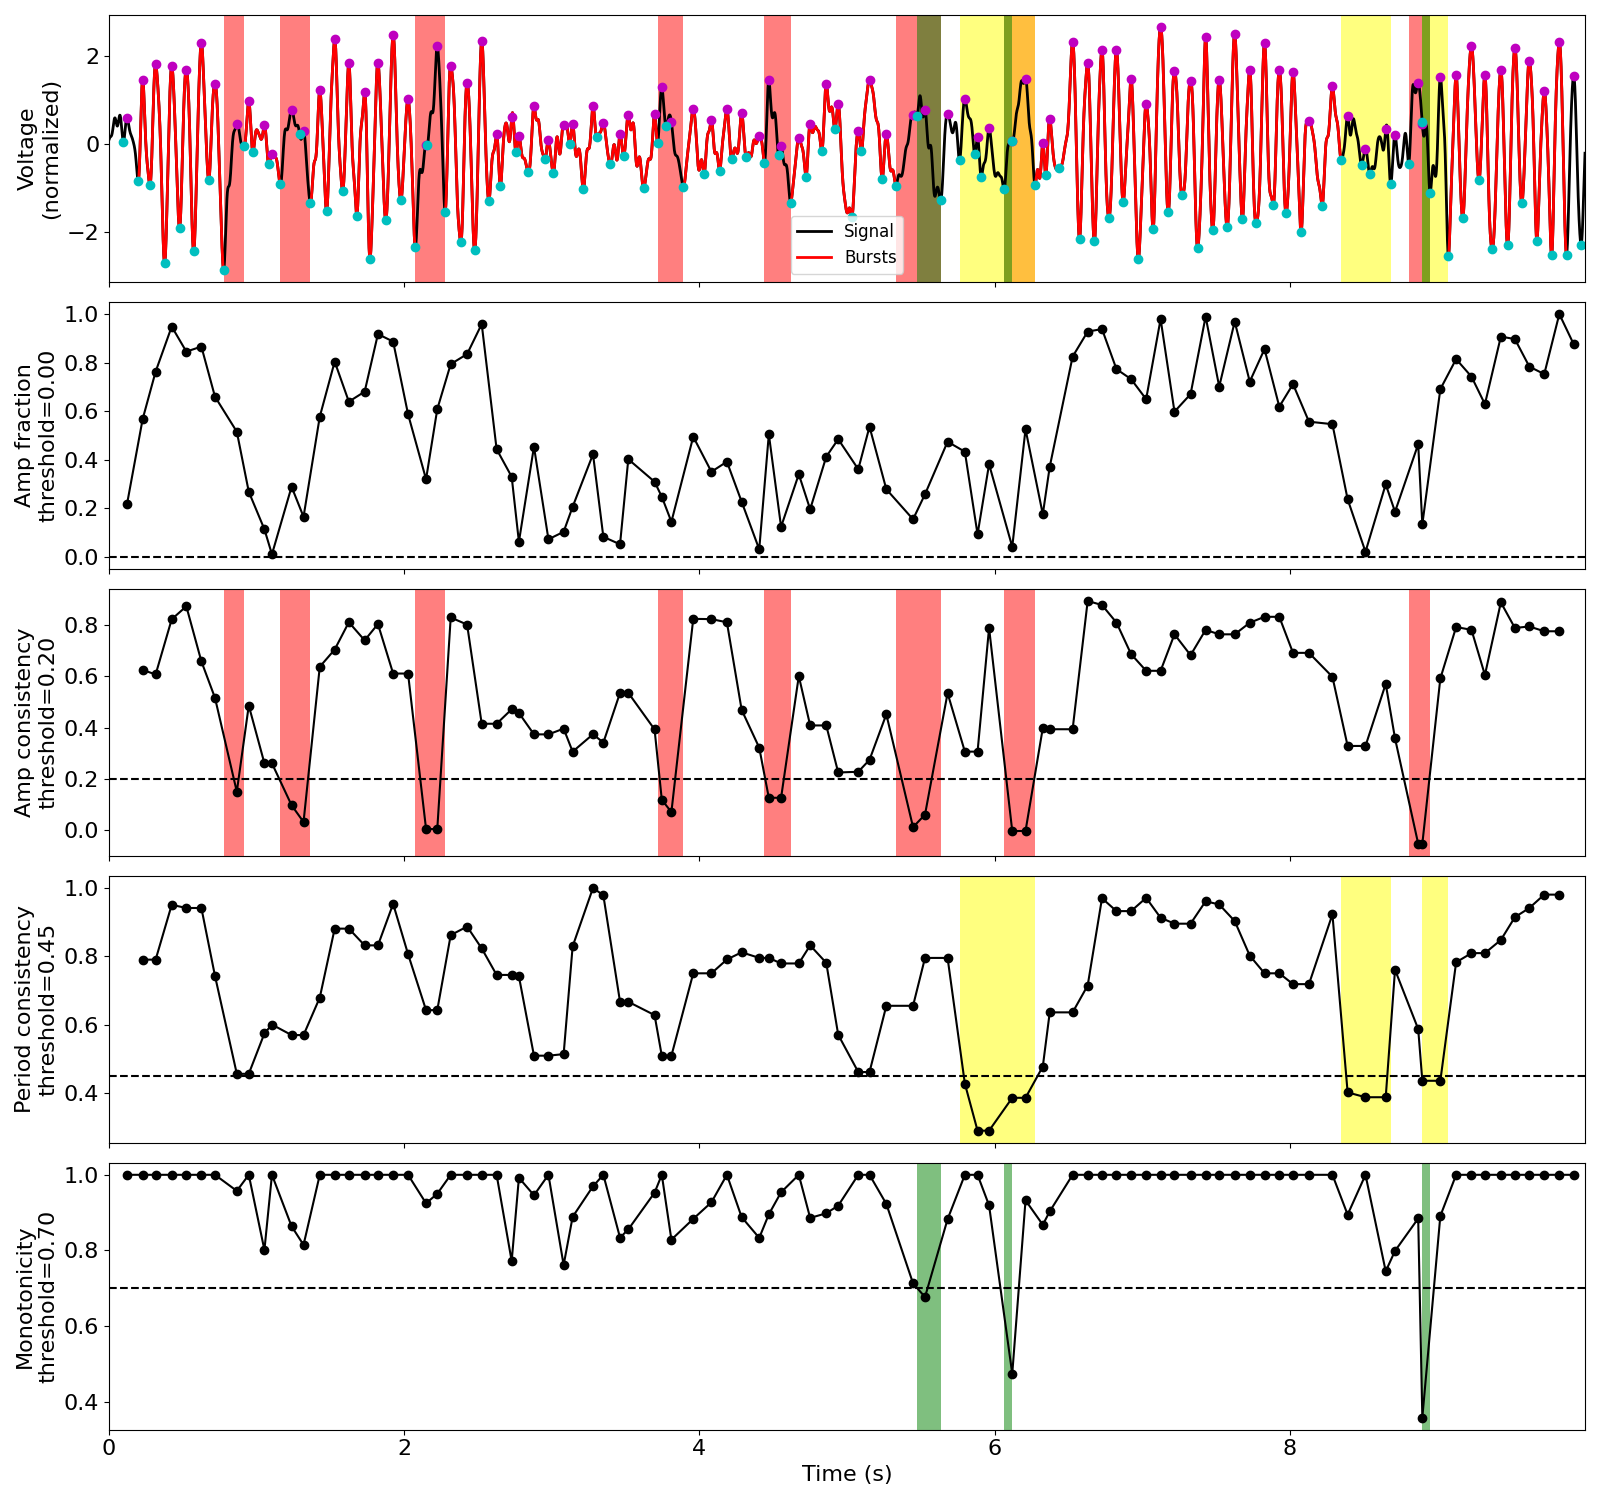 Voltage
(normalized)
2
0
−2
Signal
Bursts
Amp fraction
threshold=0.00
1.0
0.8
0.6
0.4
0.2
0.0
Amp consistency
threshold=0.20
0.8
0.6
0.4
0.2
0.0
Period consistency
threshold=0.45
1.0
0.8
0.6
0.4
Monotonicity
threshold=0.70
1.0
0.8
0.6
0.4
0
2
4
6
8
Time (s)